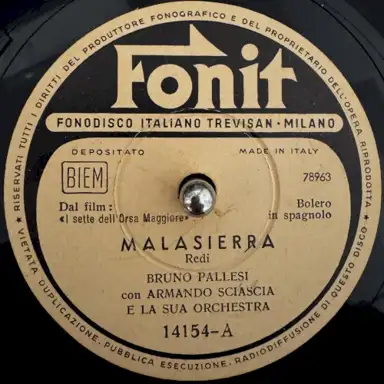 ★ RISERVATI TUTTI I DIRITTI DEL PRODUTTORE FONOGRAFICO E DEL PROPRIETARIO DELL'OPERA RIPRODOTTA
Fonit
FONODISCO ITALIANO TREVISAN • MILANO
DEPOSITATO
MADE IN ITALY
BIEM
78963
Dal film:
«I sette dell'Orsa Maggiore»
Bolero
in spagnolo
MALASIERRA
Redi
BRUNO PALLESI
con ARMANDO SCIASCIA
E LA SUA ORCHESTRA
14154-A
VIETATA DUPLICAZIONE, PUBBLICA ESECUZIONE, RADIODIFFUSIONE DI QUESTO DISCO ★